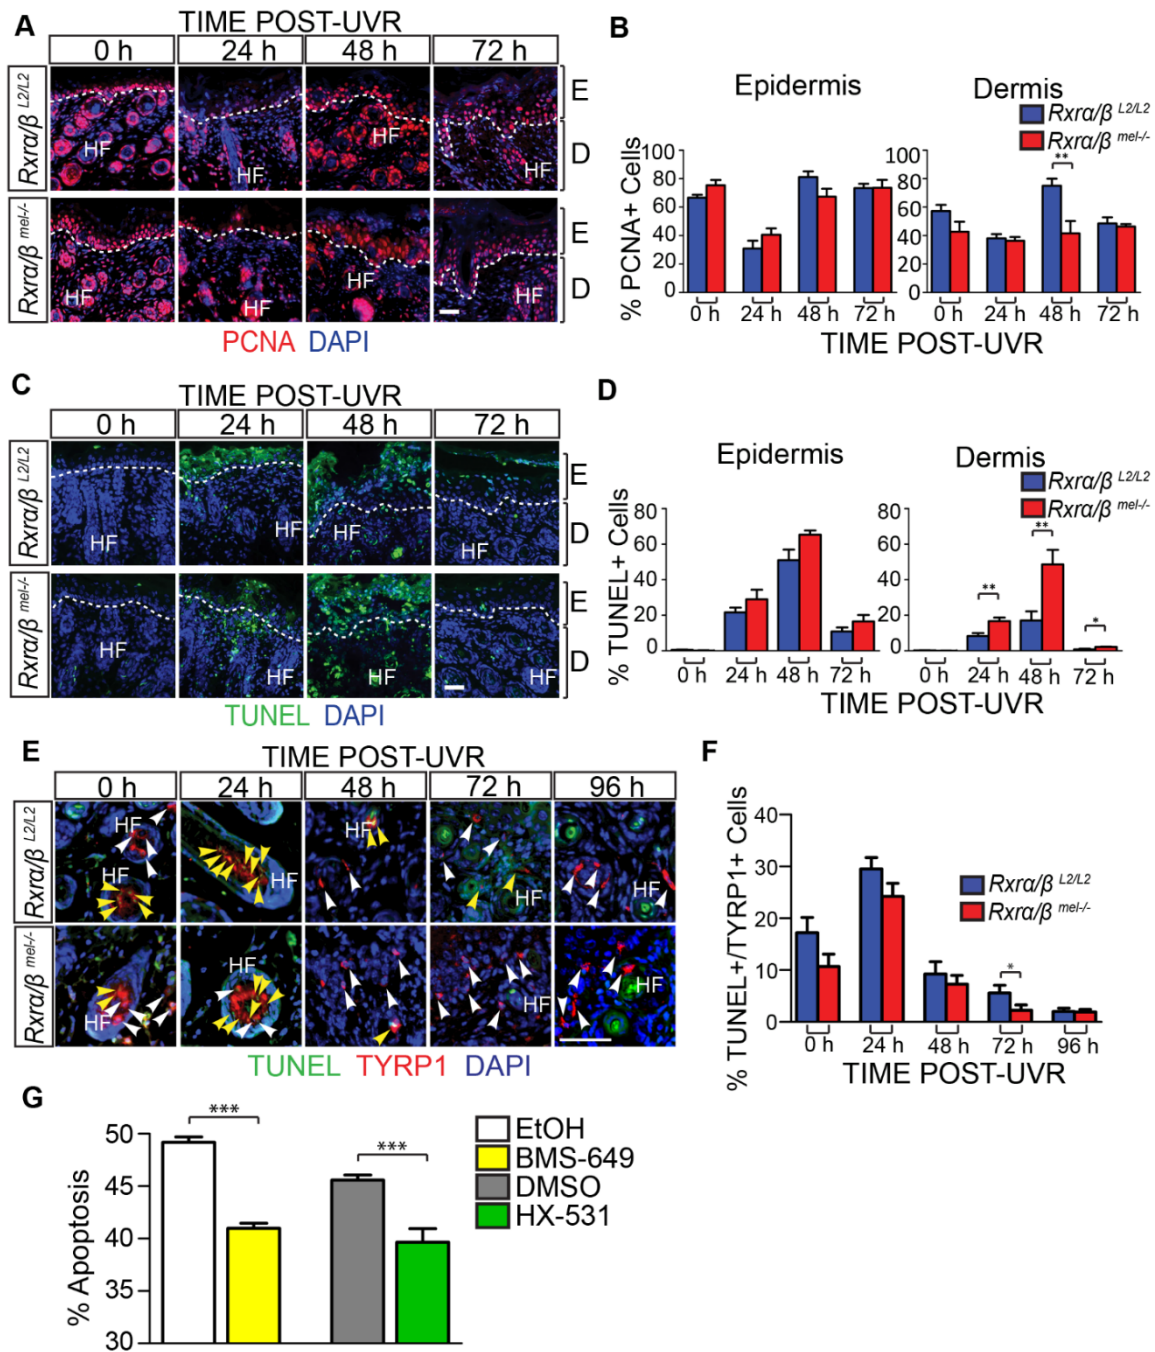 A
TIME POST-UVR
0 h 24 h 48 h 72 h
Rxrα/β L2/L2
HF HF HF HF
E
D
Rxrα/β mel-/-
HF HF HF HF
E
D
PCNA DAPI
B
Epidermis Dermis
Rxrα/β L2/L2
Rxrα/β mel-/-
% PCNA+ Cells
100 80 60 40 20 0
0 h 24 h 48 h 72 h
100 80 60 40 20 0
**
0 h 24 h 48 h 72 h
TIME POST-UVR
C
TIME POST-UVR
0 h 24 h 48 h 72 h
Rxrα/β L2/L2
HF HF HF HF
E
D
Rxrα/β mel-/-
HF HF HF HF
E
D
TUNEL DAPI
D
Epidermis Dermis
Rxrα/β L2/L2
Rxrα/β mel-/-
% TUNEL+ Cells
80 60 40 20 0
0 h 24 h 48 h 72 h
80 60 40 20 0
** ** *
0 h 24 h 48 h 72 h
TIME POST-UVR
E
TIME POST-UVR
0 h 24 h 48 h 72 h 96 h
Rxrα/β L2/L2
HF HF HF HF HF HF
Rxrα/β mel-/-
HF HF HF HF
TUNEL TYRP1 DAPI
F
% TUNEL+/TYRP1+ Cells
40 30 20 10 0
Rxrα/β L2/L2
Rxrα/β mel-/-
*
0 h 24 h 48 h 72 h 96 h
TIME POST-UVR
G
% Apoptosis
50 45 40 35 30
*** ***
EtOH
BMS-649
DMSO
HX-531